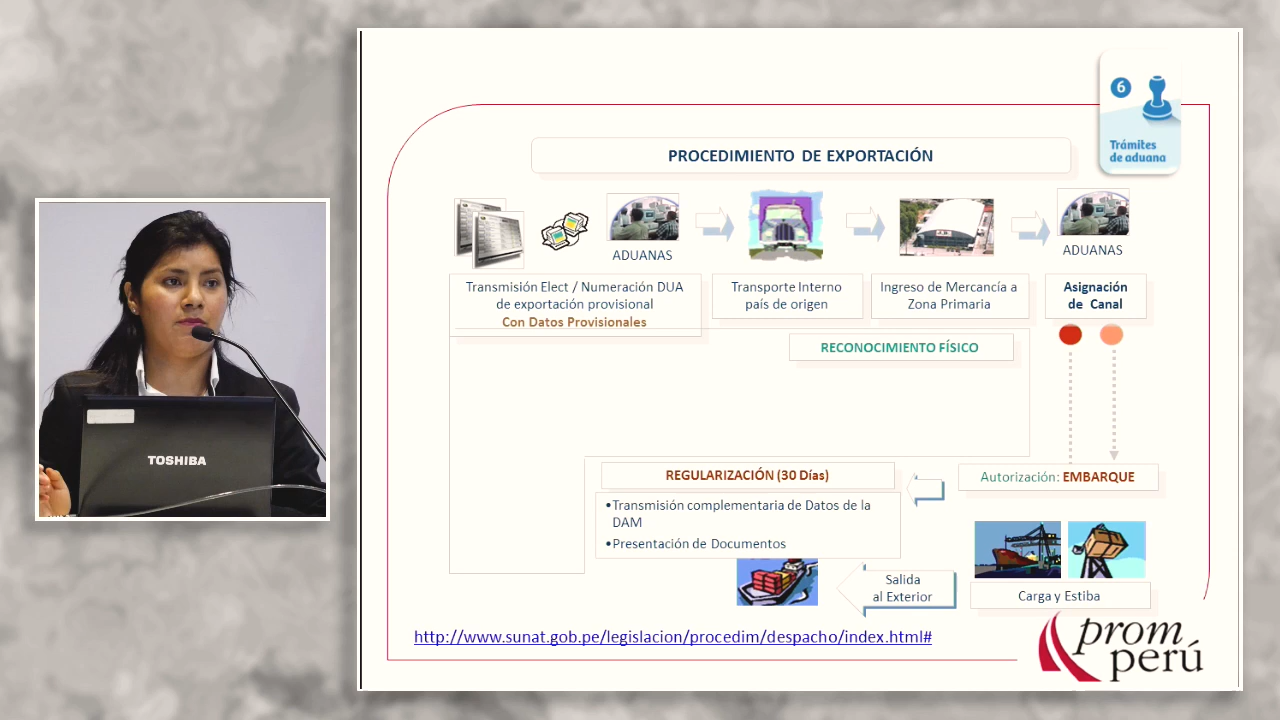 6
Trámites
de aduana
PROCEDIMIENTO DE EXPORTACIÓN
ADUANAS
ADUANAS
Transmisión Elect / Numeración DUA
de exportación provisional
Con Datos Provisionales
Transporte Interno
país de origen
Ingreso de Mercancía a
Zona Primaria
Asignación
de Canal
RECONOCIMIENTO FÍSICO
TOSHIBA
REGULARIZACIÓN (30 Días)
•Transmisión complementaria de Datos de la
DAM
•Presentación de Documentos
Autorización: EMBARQUE
Salida
al Exterior
Carga y Estiba
http://www.sunat.gob.pe/legislacion/procedim/despacho/index.html#
prom
perú